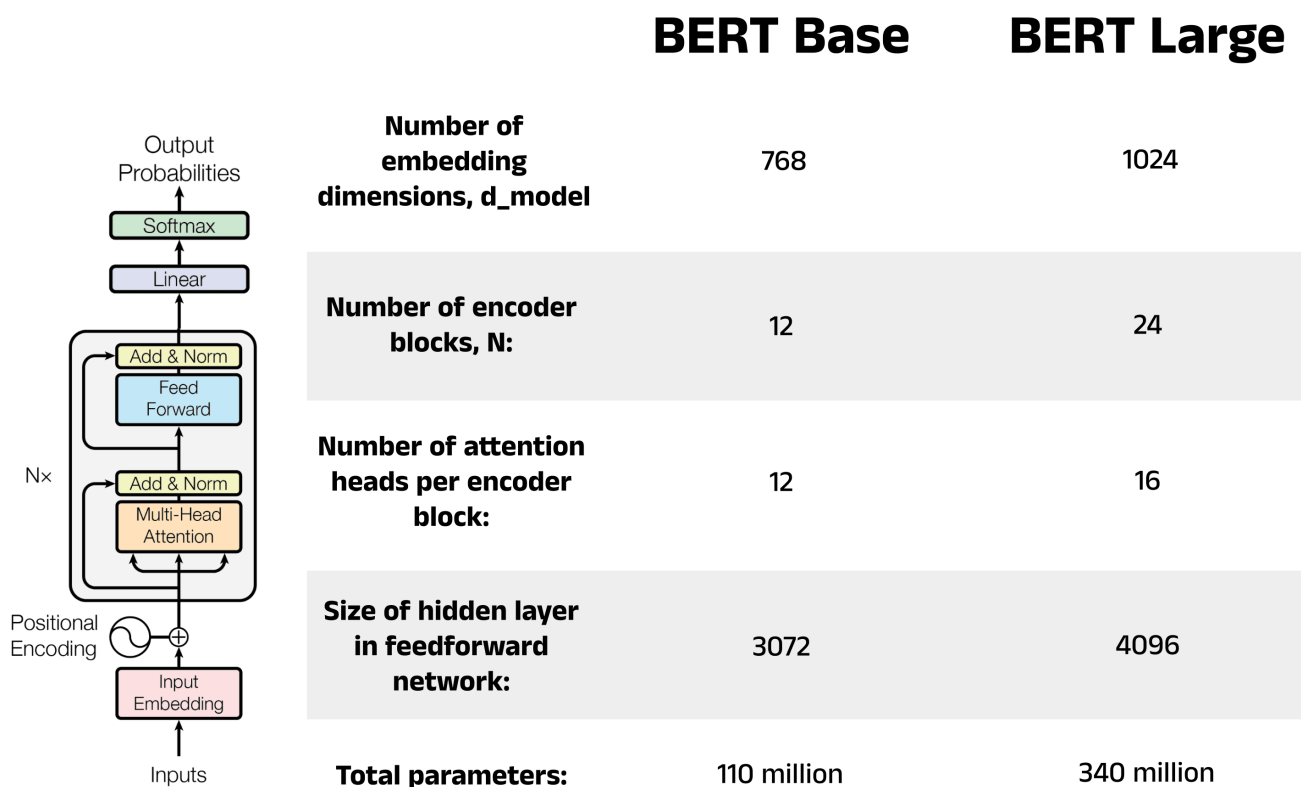 BERT Base
BERT Large
Output
Probabilities
Softmax
Linear
Add & Norm
Feed
Forward
Nx
Add & Norm
Multi-Head
Attention
Positional
Encoding
Input
Embedding
Inputs
Number of
embedding
dimensions, d_model
768
1024
Number of encoder
blocks, N:
12
24
Number of attention
heads per encoder
block:
12
16
Size of hidden layer
in feedforward
network:
3072
4096
Total parameters:
110 million
340 million